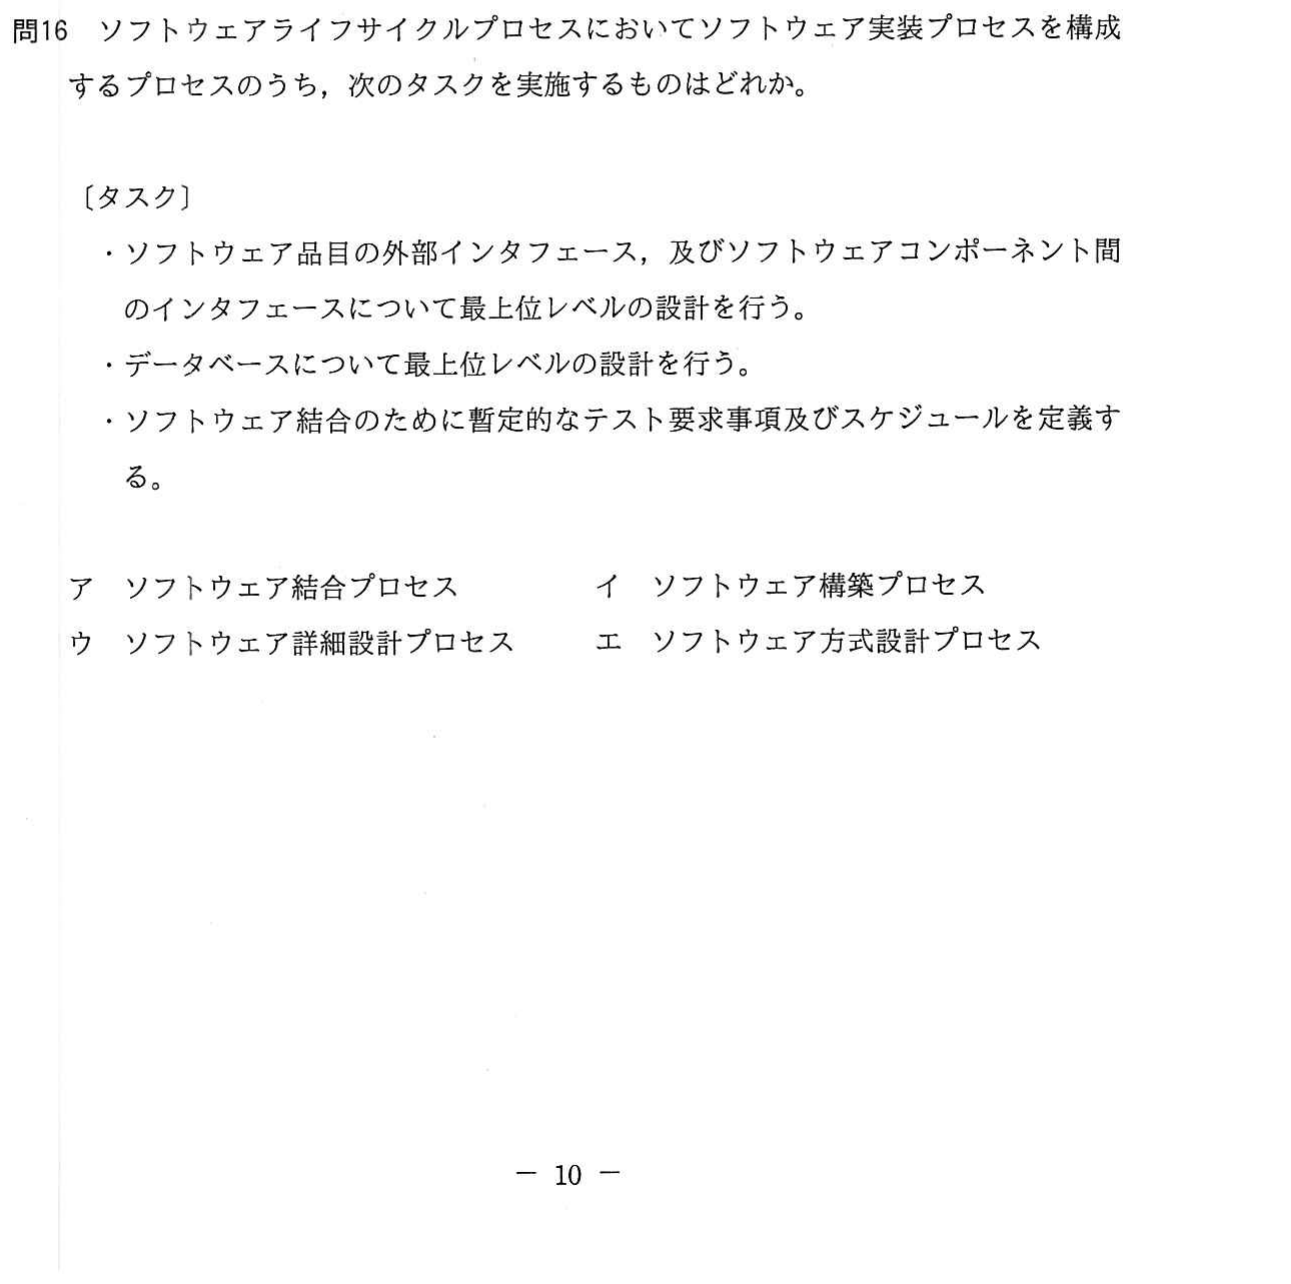 問16 ソフトウェアライフサイクルプロセスにおいてソフトウェア実装プロセスを構成
するプロセスのうち，次のタスクを実施するものはどれか。
〔タスク〕
・ソフトウェア品目の外部インタフェース，及びソフトウェアコンポーネント間
のインタフェースについて最上位レベルの設計を行う。
・データベースについて最上位レベルの設計を行う。
・ソフトウェア結合のために暫定的なテスト要求事項及びスケジュールを定義す
る。
ア ソフトウェア結合プロセス イ ソフトウェア構築プロセス
ウ ソフトウェア詳細設計プロセス エ ソフトウェア方式設計プロセス
－ 10 －